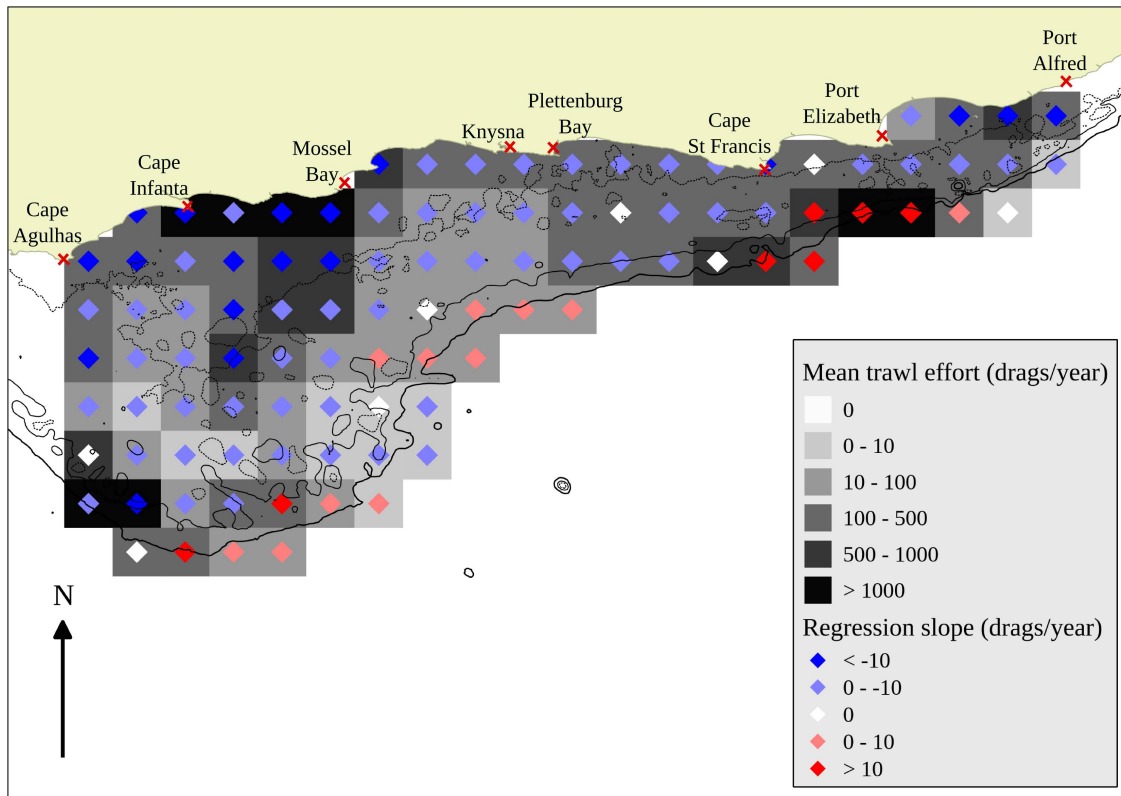 Port
Alfred
Port
Elizabeth
Plettenburg
Bay
Cape
St Francis
Knysna
Mossel
Bay
Cape
Infanta
Cape
Agulhas
N
Mean trawl effort (drags/year)
0
0 - 10
10 - 100
100 - 500
500 - 1000
> 1000
Regression slope (drags/year)
< -10
0 - -10
0
0 - 10
> 10